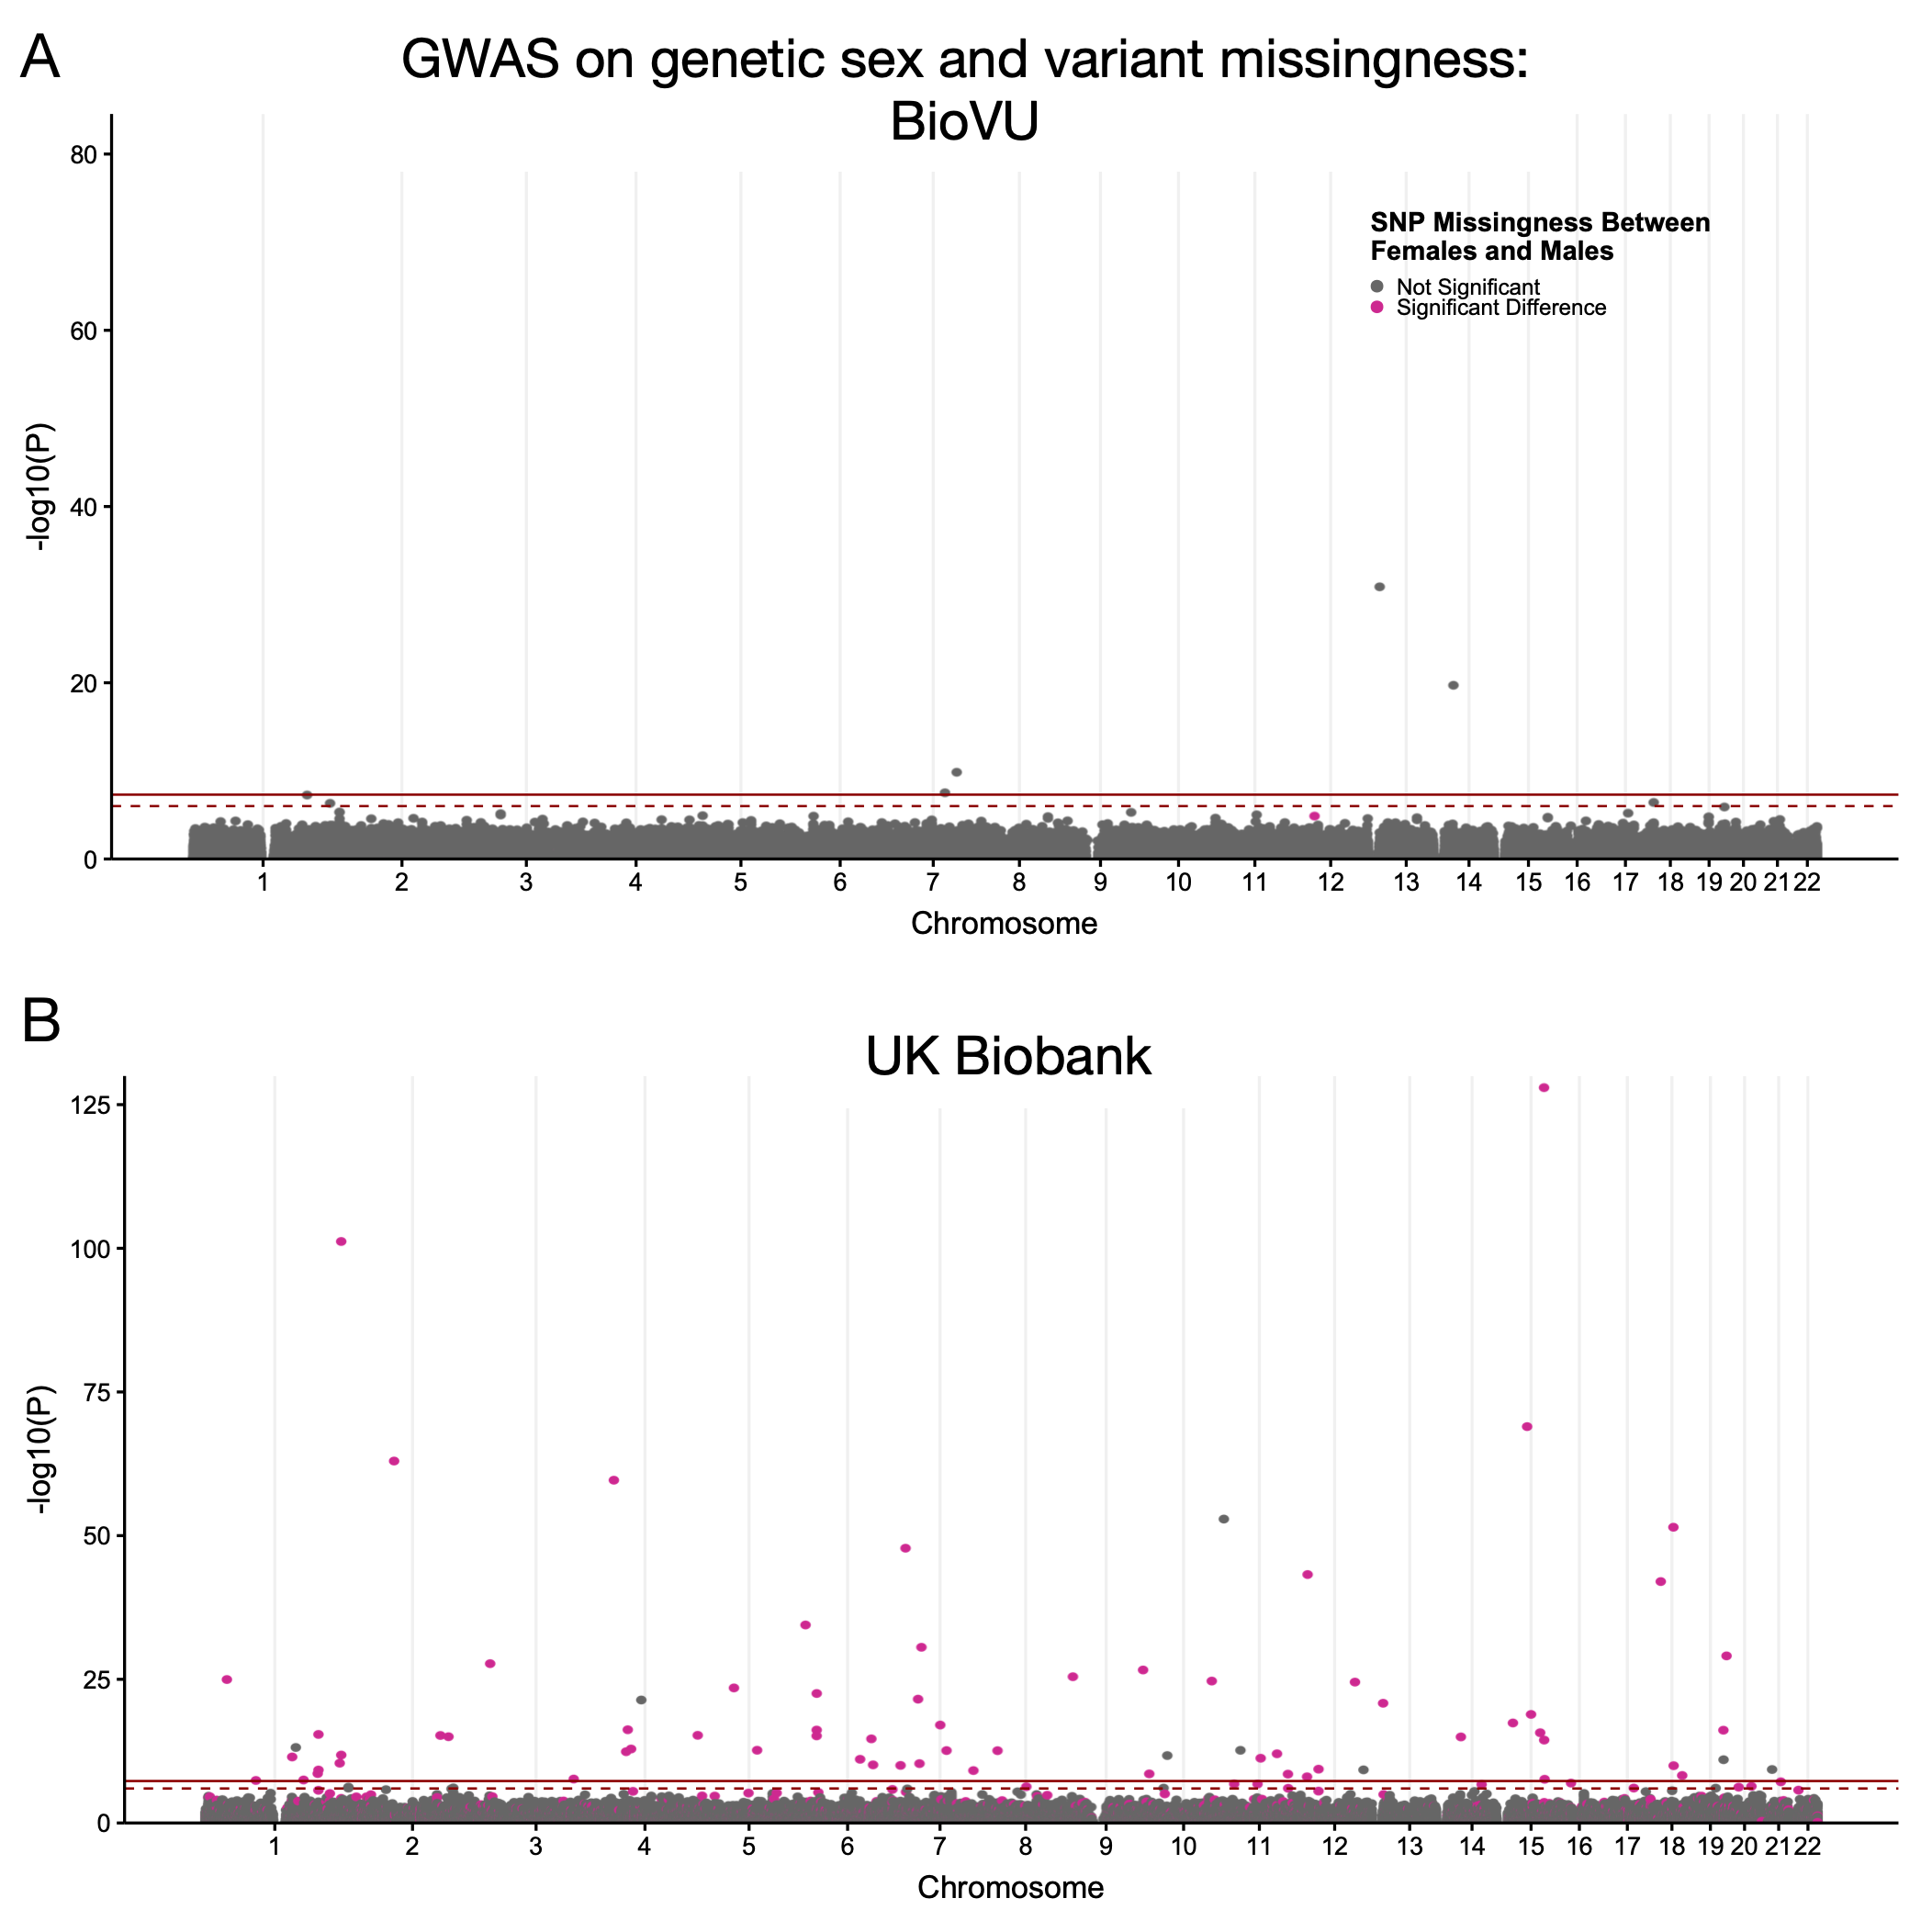 A
GWAS on genetic sex and variant missingness:
BioVU
80
60
40
20
0
-log10(P)
SNP Missingness Between
Females and Males
Not Significant
Significant Difference
1 2 3 4 5 6 7 8 9 10 11 12 13 14 15 16 17 18 19 20 21 22
Chromosome
B
UK Biobank
125
100
75
50
25
0
-log10(P)
1 2 3 4 5 6 7 8 9 10 11 12 13 14 15 16 17 18 19 20 21 22
Chromosome